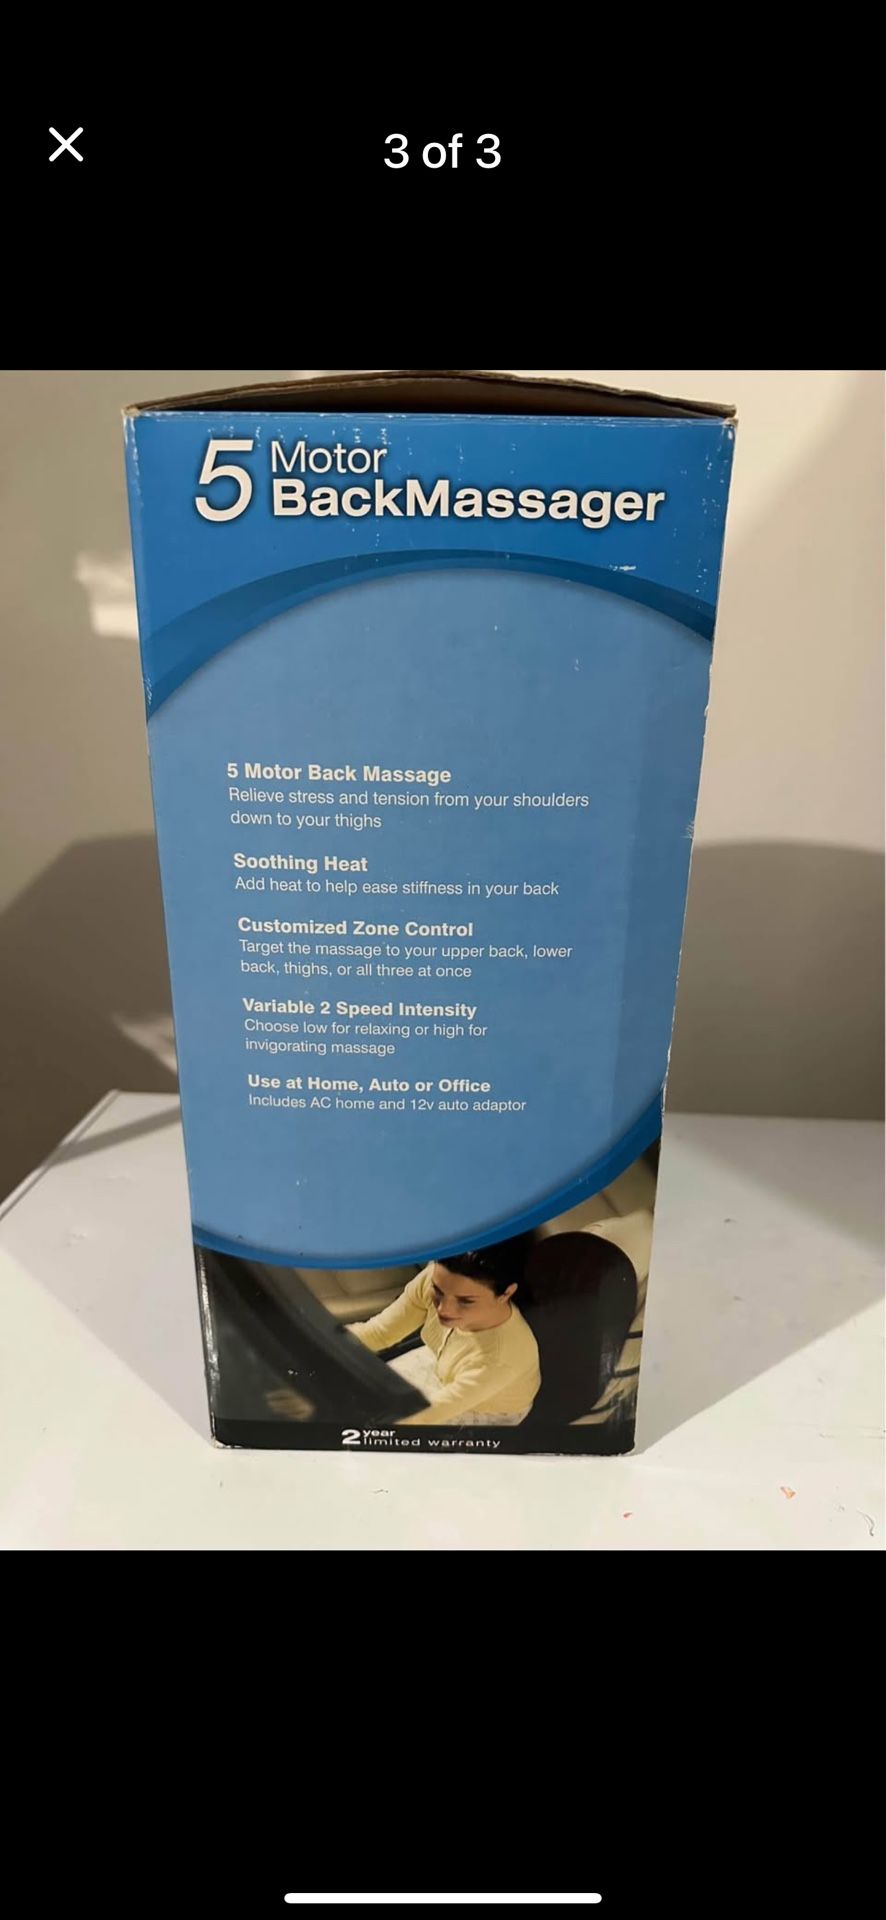 3 of 3
5 Motor
BackMassager
5 Motor Back Massage
Relieve stress and tension from your shoulders
down to your thighs
Soothing Heat
Add heat to help ease stiffness in your back
Customized Zone Control
Target the massage to your upper back, lower
back, thighs, or all three at once
Variable 2 Speed Intensity
Choose low for relaxing or high for
invigorating massage
Use at Home, Auto or Office
Includes AC home and 12v auto adaptor
2 year
limited warranty